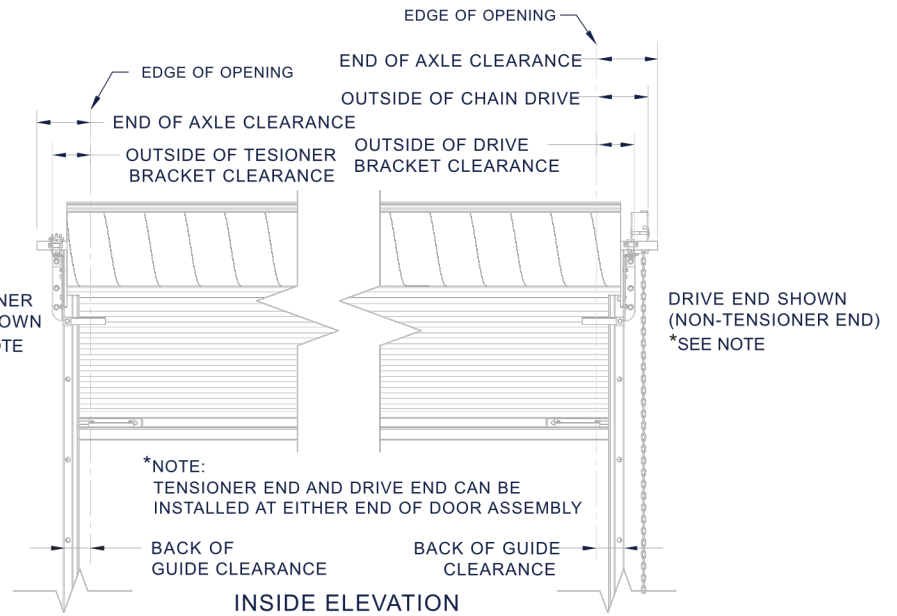 EDGE OF OPENING
END OF AXLE CLEARANCE
OUTSIDE OF CHAIN DRIVE
OUTSIDE OF DRIVE
BRACKET CLEARANCE
EDGE OF OPENING
END OF AXLE CLEARANCE
OUTSIDE OF TESIONER
BRACKET CLEARANCE
NER
OWN
OTE
DRIVE END SHOWN
(NON-TENSIONER END)
*SEE NOTE
*NOTE:
TENSIONER END AND DRIVE END CAN BE
INSTALLED AT EITHER END OF DOOR ASSEMBLY
BACK OF
GUIDE CLEARANCE
BACK OF GUIDE
CLEARANCE
INSIDE ELEVATION